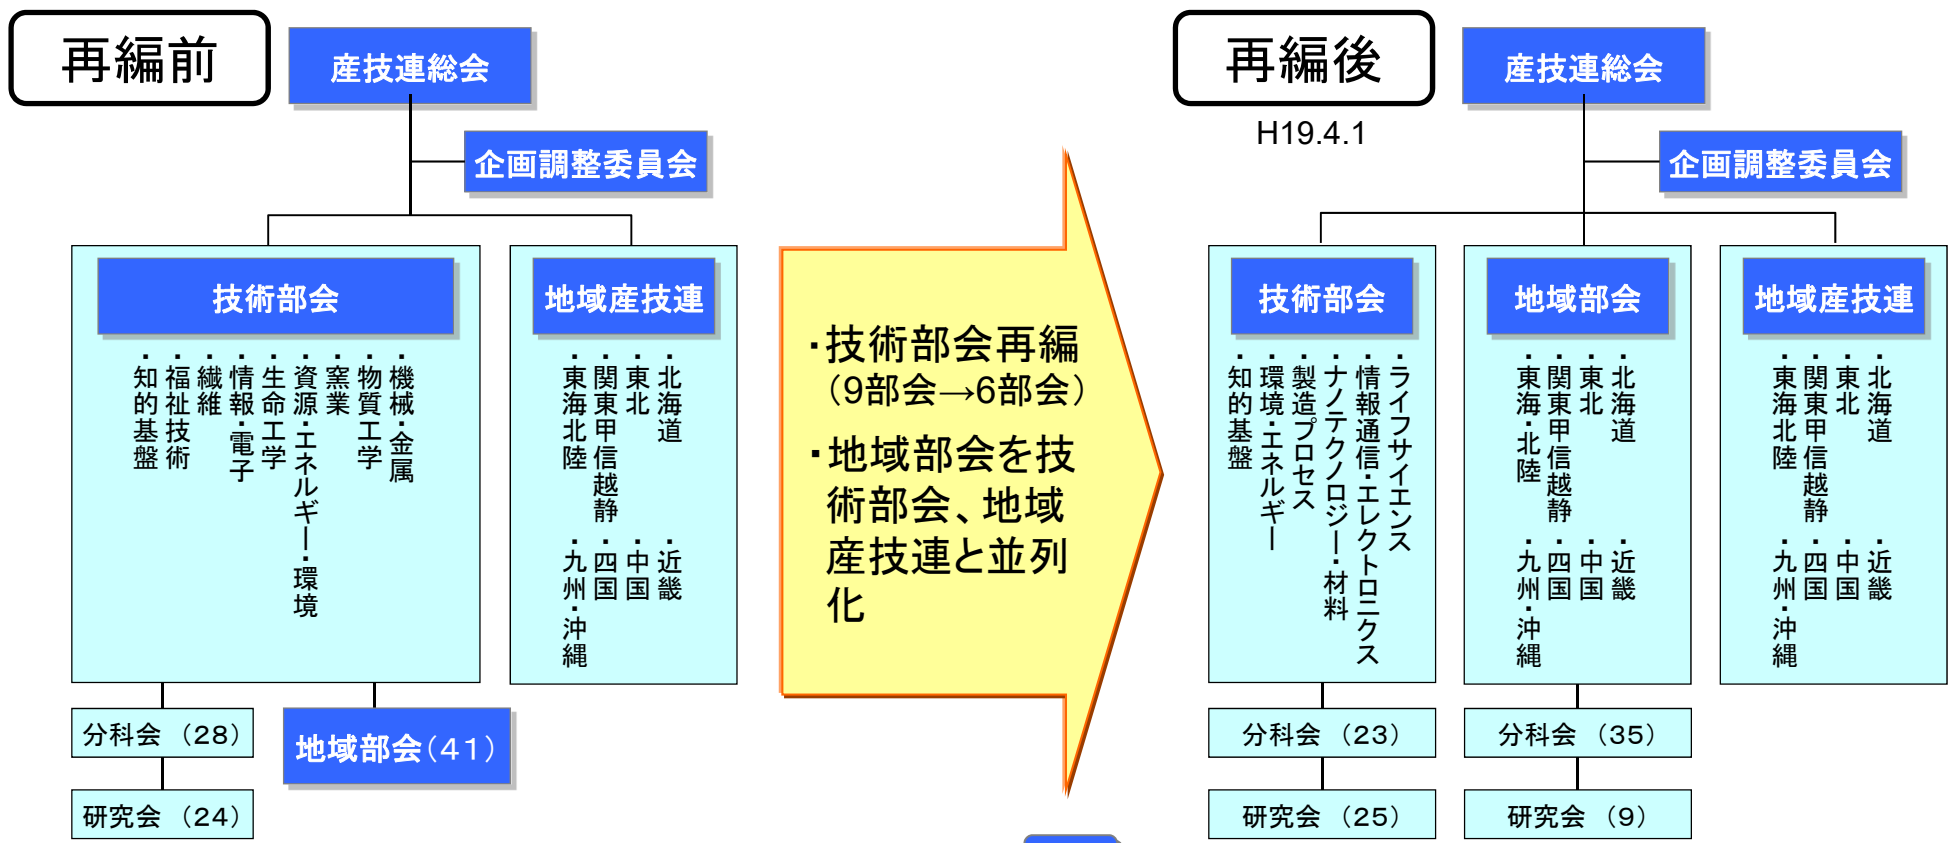 再編前
産技連総会
企画調整委員会
技術部会
・機械・金属
・物質工学
・窯業
・資源・エネルギー・環境
・生命工学
・情報・電子
・繊維
・福祉技術
・知的基盤
地域産技連
・北海道
・東北
・関東甲信越静
・東海北陸
・近畿
・中国
・四国
・九州・沖縄
分科会（28）
研究会（24）
地域部会（41）
・技術部会再編
（9部会→6部会）
・地域部会を技
術部会、地域
産技連と並列
化
再編後
H19.4.1
産技連総会
企画調整委員会
技術部会
・ライフサイエンス
・情報通信・エレクトロニクス
・ナノテクノロジー・材料
・製造プロセス
・環境・エネルギー
・知的基盤
地域部会
・北海道
・東北
・関東甲信越静
・東海・北陸
・近畿
・中国
・四国
・九州・沖縄
地域産技連
・北海道
・東北
・関東甲信越静
・東海北陸
・近畿
・中国
・四国
・九州・沖縄
分科会（23）
研究会（25）
分科会（35）
研究会（9）